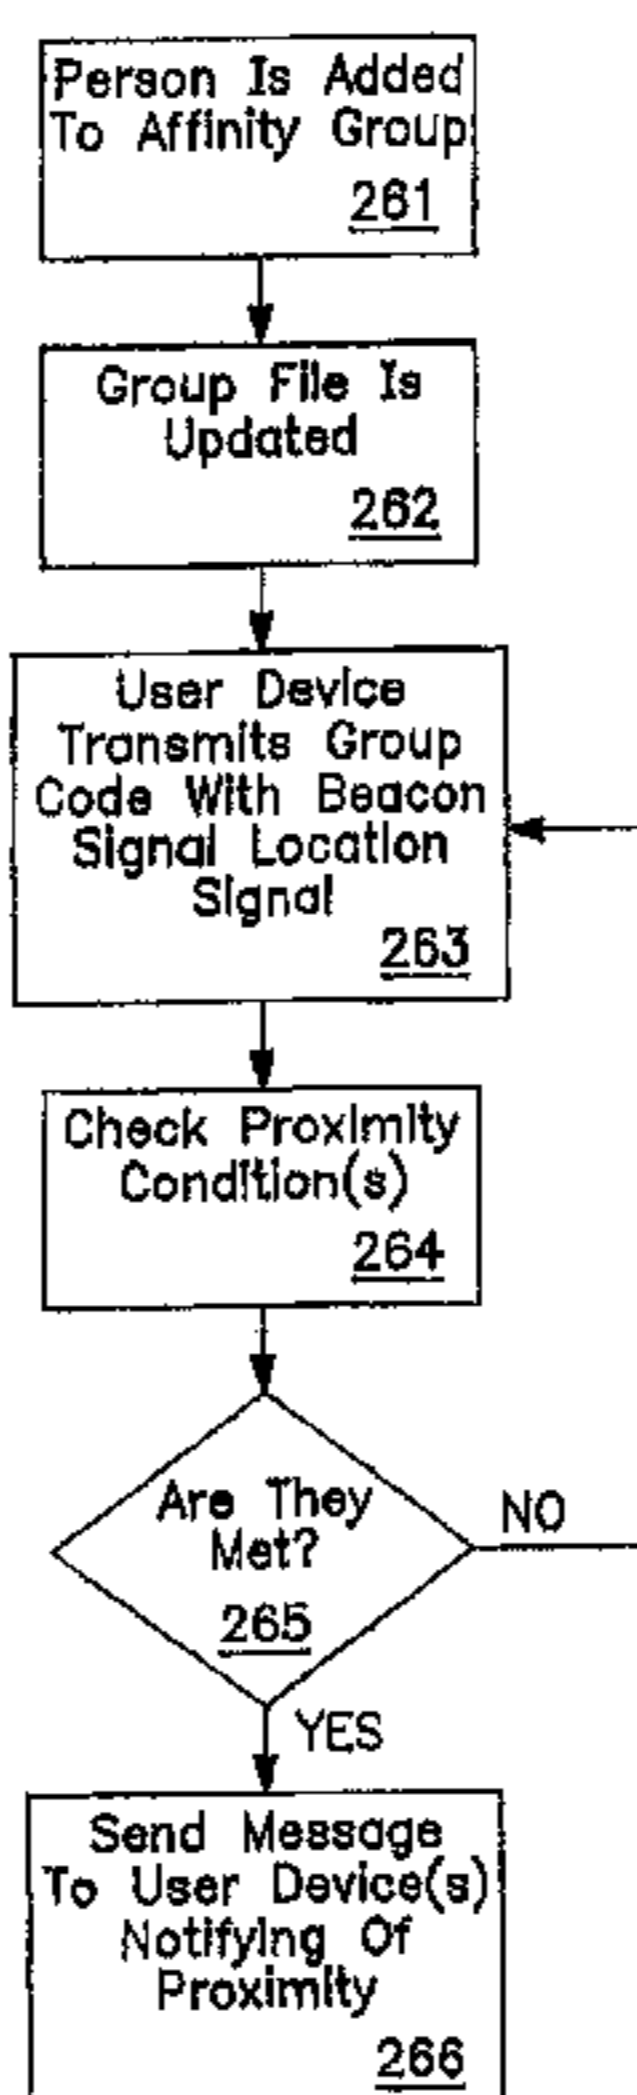 Person Is Added
To Affinity Group
261
Group File Is
Updated
262
User Device
Transmits Group
Code With Beacon
Signal Location
Signal
263
Check Proximity
Condition(s)
264
Are They
Met?
265
NO
YES
Send Message
To User Device(s)
Notifying Of
Proximity
266